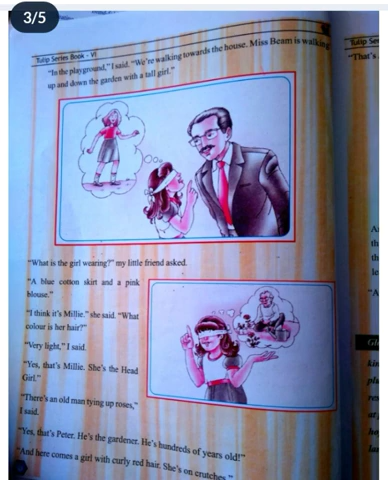 3/5
Tulip Series Book - VI
"In the playground," I said. "We're walking towards the house. Miss Beam is walking
up and down the garden with a tall girl."
"What is the girl wearing?" my little friend asked.
"A blue cotton skirt and a pink
blouse."
"I think it's Millie." she said. "What
colour is her hair?"
"Very light," I said.
"Yes, that's Millie. She's the Head
Girl."
"There's an old man tying up roses,"
I said.
"Yes, that's Peter. He's the gardener. He's hundreds of years old!"
"And here comes a girl with curly red hair. She's on crutches."
Tulip Ser
"That's